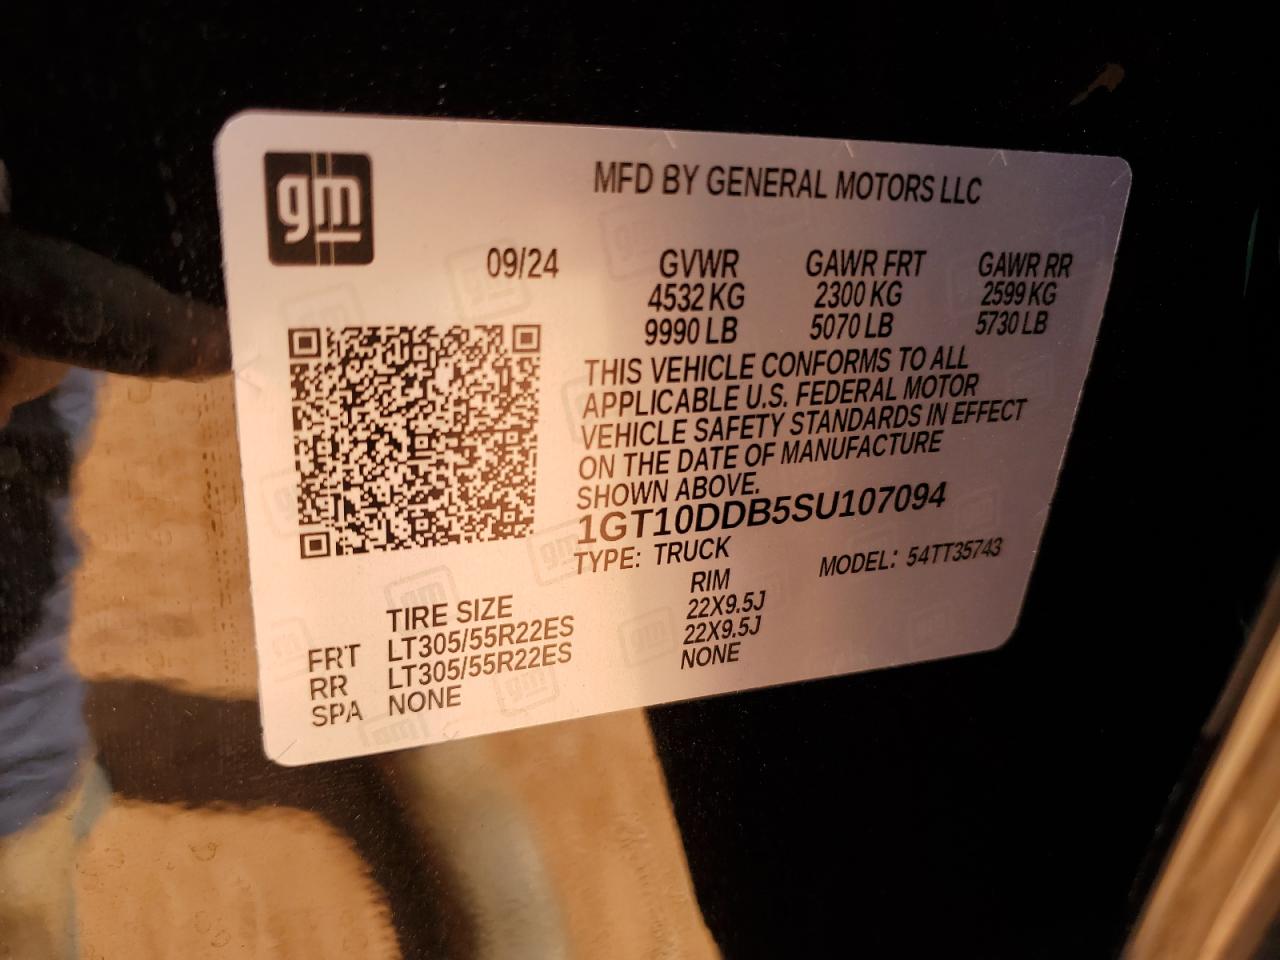 gm
MFD BY GENERAL MOTORS LLC
09/24 GVWR GAWR FRT GAWR RR
4532 KG 2300 KG 2599 KG
9990 LB 5070 LB 5730 LB
THIS VEHICLE CONFORMS TO ALL
APPLICABLE U.S. FEDERAL MOTOR
VEHICLE SAFETY STANDARDS IN EFFECT
ON THE DATE OF MANUFACTURE
SHOWN ABOVE.
1GT10DDB5SU107094
TYPE: TRUCK MODEL: 54TT35743
TIRE SIZE RIM
FRT LT305/55R22ES 22X9.5J
RR LT305/55R22ES 22X9.5J
SPA NONE NONE